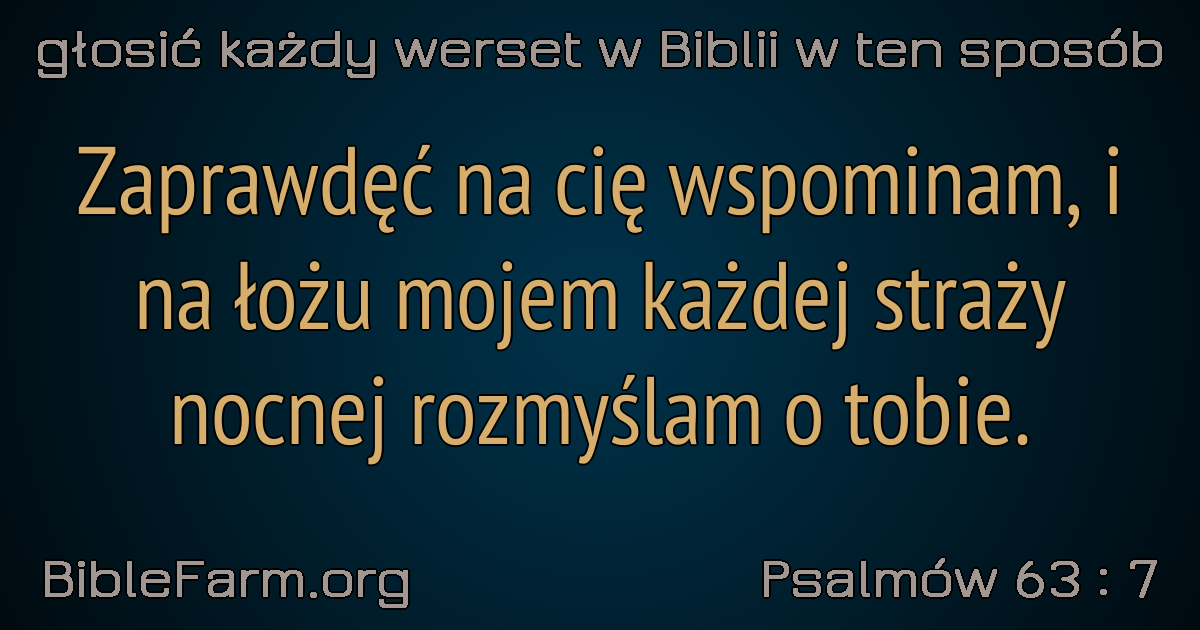 głosić każdy werset w Biblii w ten sposób
Zaprawdęć na cię wspominam, i
na łożu mojem każdej straży
nocnej rozmyślam o tobie.
BibleFarm.org
Psalmów 63 : 7